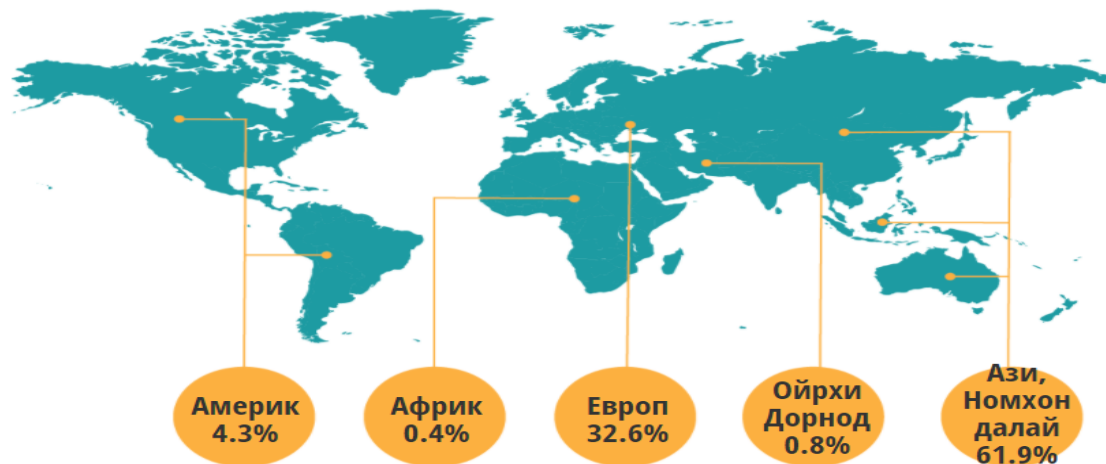 Америк
4.3%
Африк
0.4%
Европ
32.6%
Ойрхи
Дорнод
0.8%
Ази,
Номхон
далай
61.9%